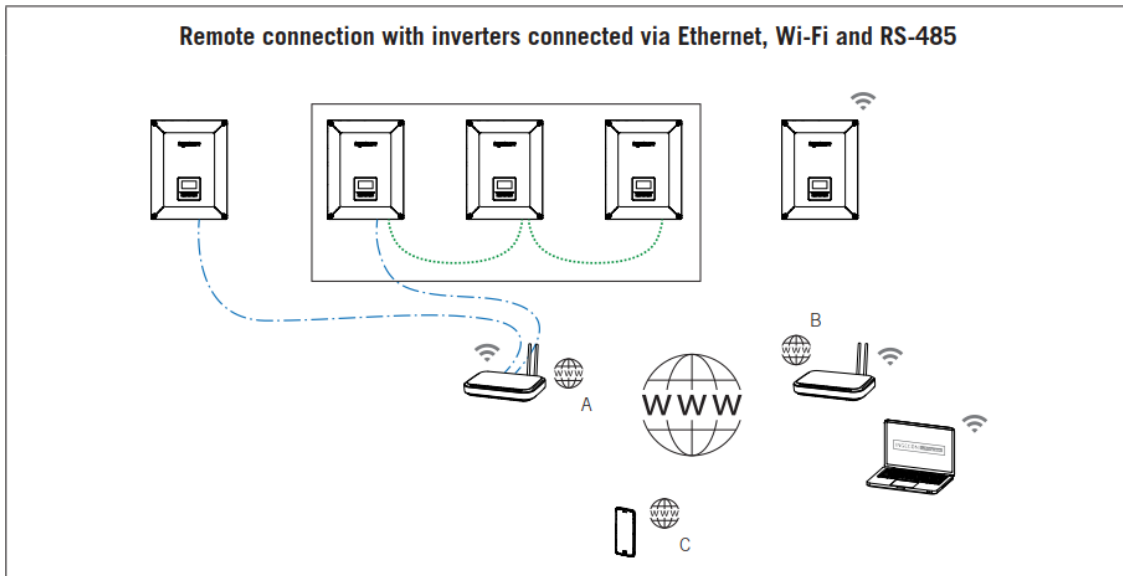 Remote connection with inverters connected via Ethernet, Wi-Fi and RS-485
B
WWW
WWW
A
WWW
WWW
C